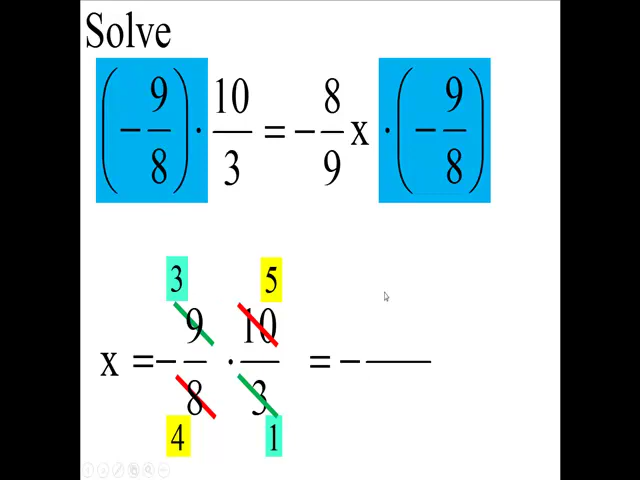 Solve
(-9/8) · 10/3 = -8/9 x · (-9/8)
3 5
x = -9/8 · 10/3 = -
4 1